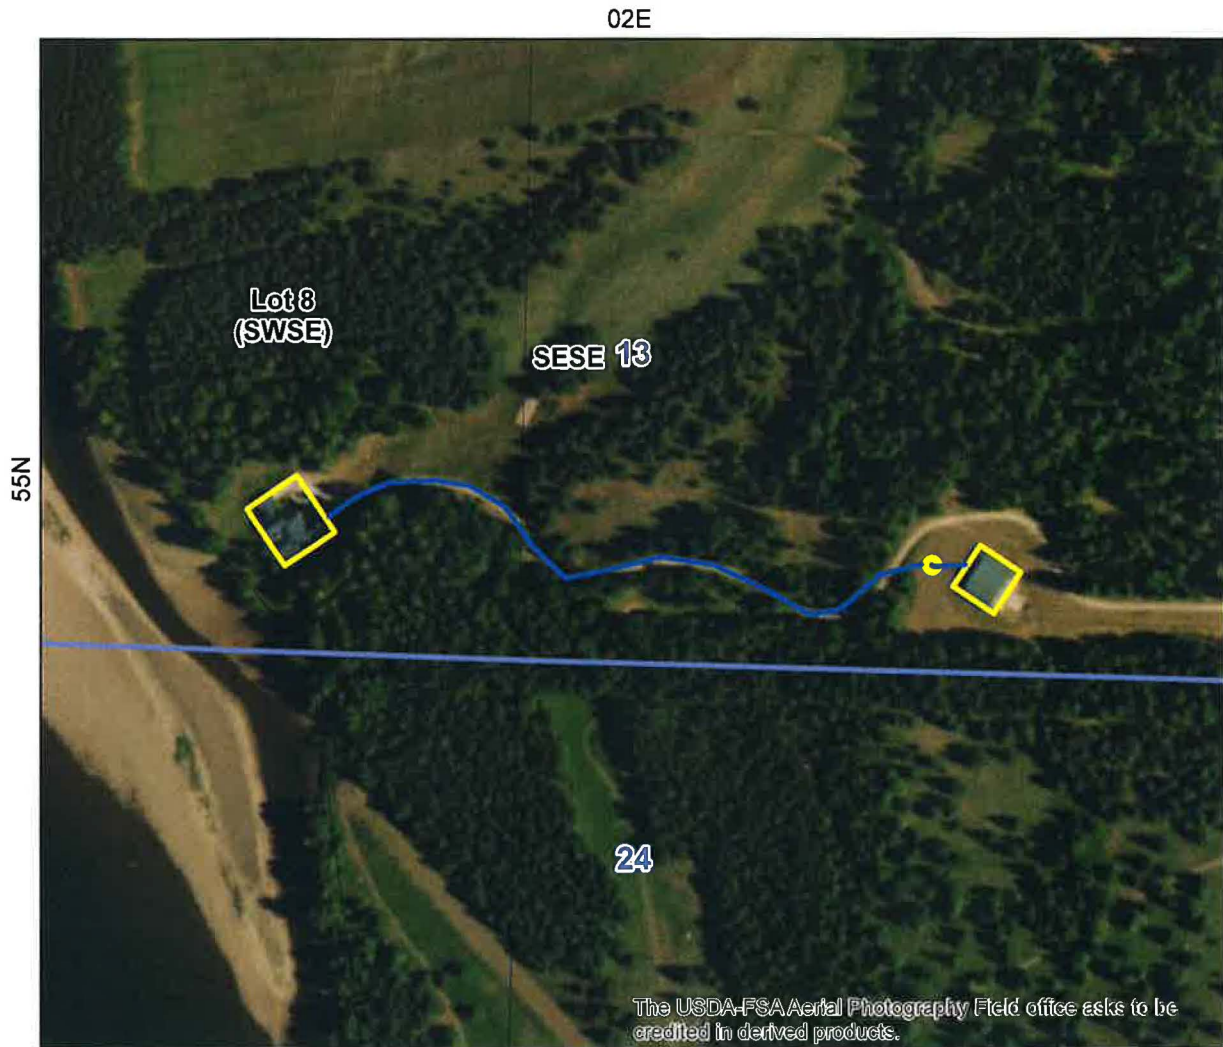 02E
Lot 8
(SWSE)
SESE 13
55N
24
The USDA-FSA Aerial Photography Field office asks to be
credited in derived products.